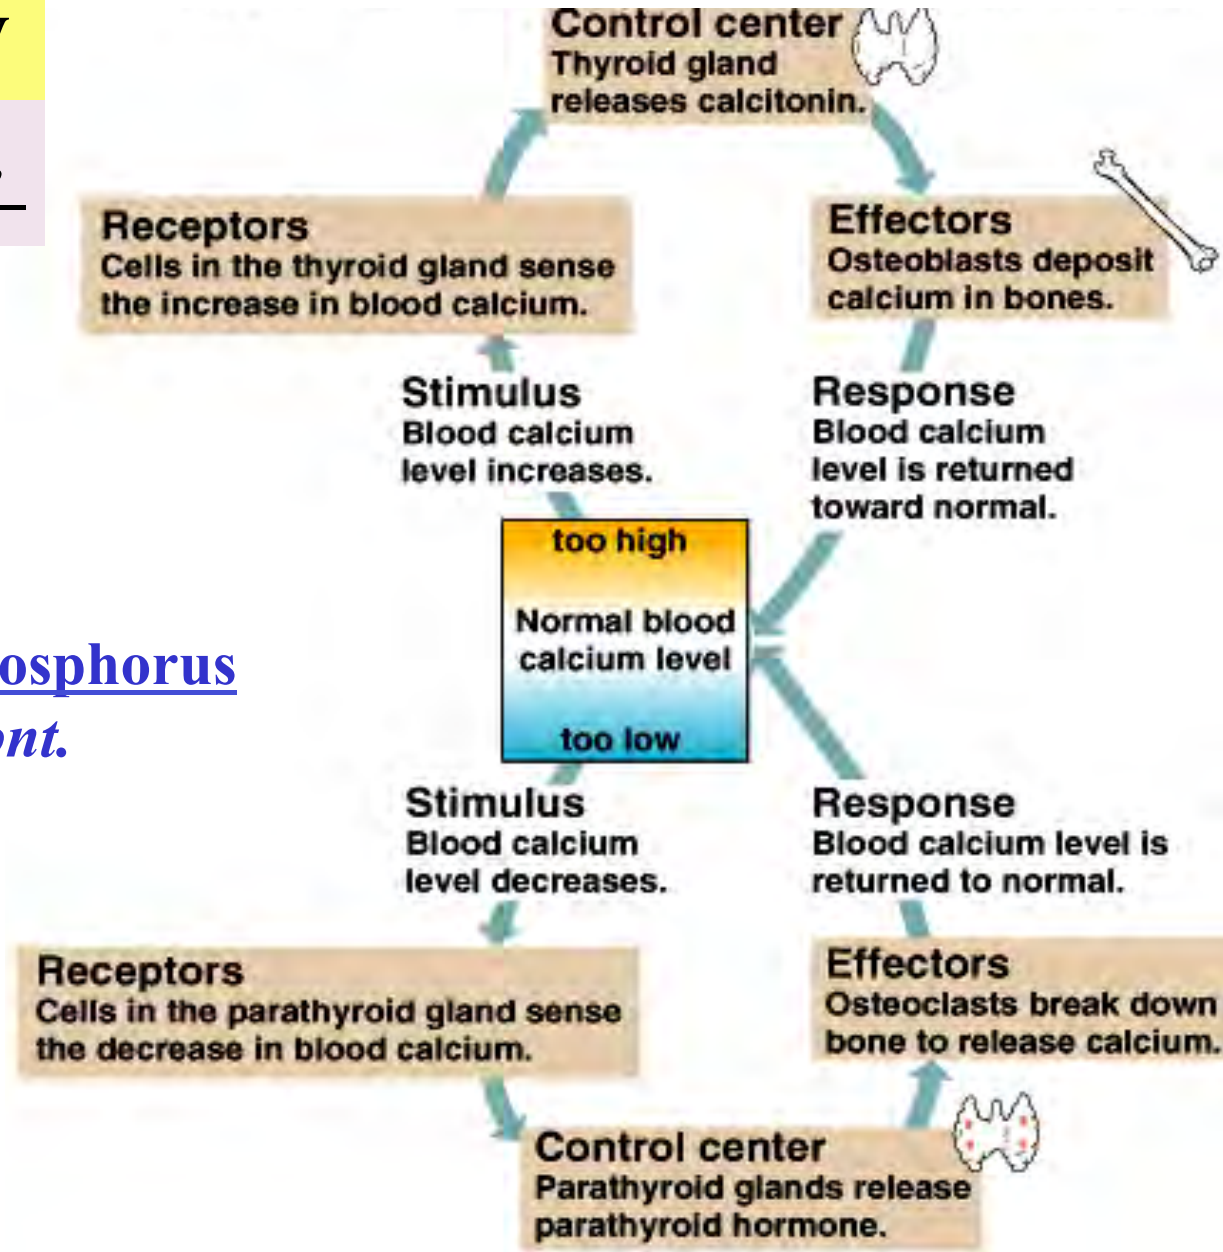 Control center
Thyroid gland
releases calcitonin.
Receptors
Cells in the thyroid gland sense
the increase in blood calcium.
Effectors
Osteoblasts deposit
calcium in bones.
Stimulus
Blood calcium
level increases.
Response
Blood calcium
level is returned
toward normal.
too high
Normal blood
calcium level
too low
osphorus
ont.
Stimulus
Blood calcium
level decreases.
Response
Blood calcium level is
returned to normal.
Receptors
Cells in the parathyroid gland sense
the decrease in blood calcium.
Effectors
Osteoclasts break down
bone to release calcium.
Control center
Parathyroid glands release
parathyroid hormone.